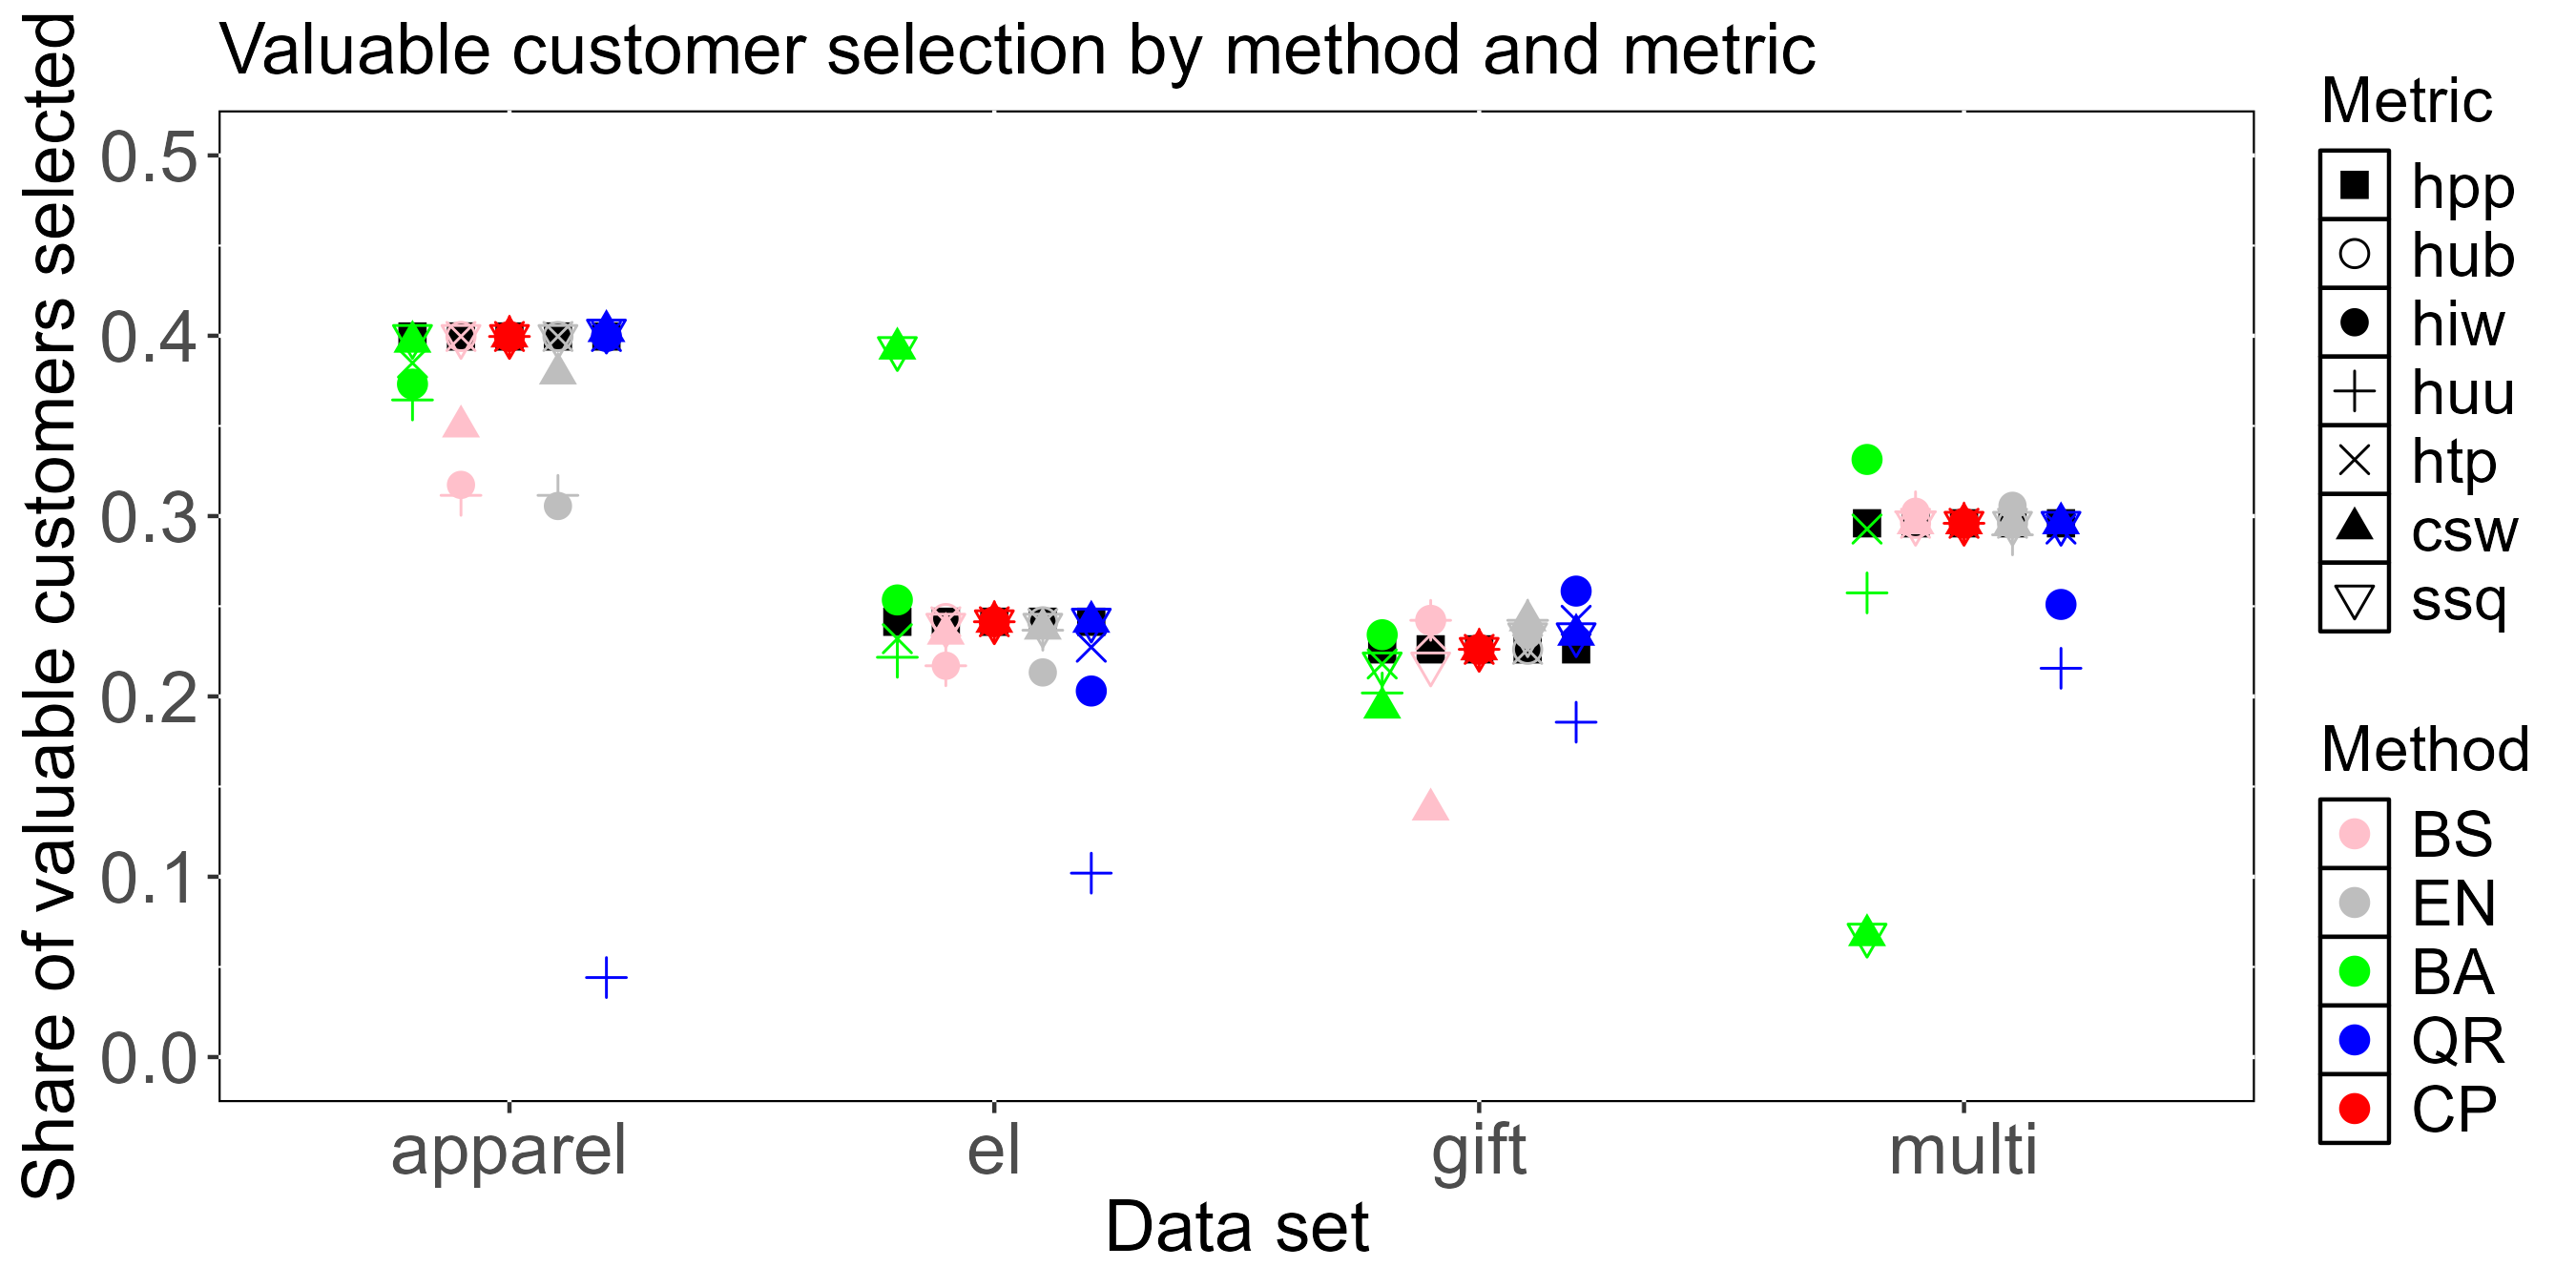 Valuable customer selection by method and metric
Share of valuable customers selected
0.5
0.4
0.3
0.2
0.1
0.0
apparel
el
gift
multi
Data set
Metric
hpp
hub
hiw
huu
htp
csw
ssq
Method
BS
EN
BA
QR
CP